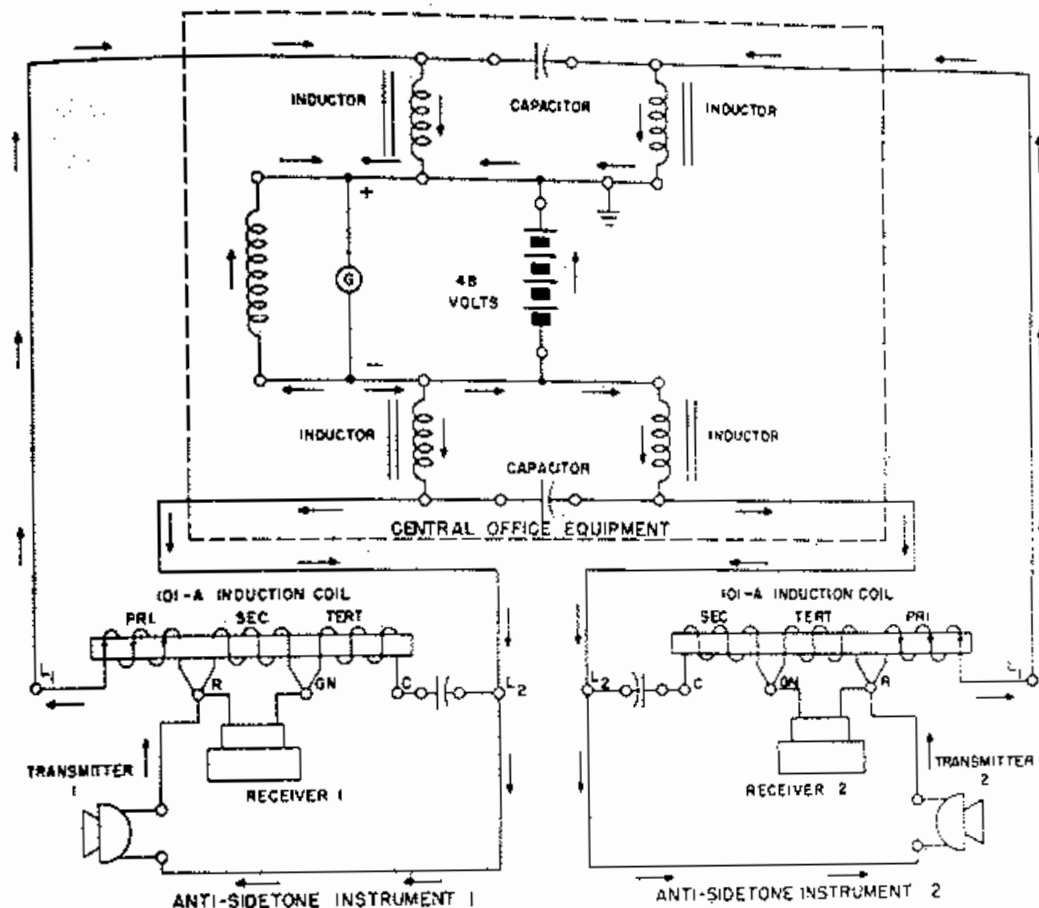 INDUCTOR
CAPACITOR
INDUCTOR
+
G
48
VOLTS
−
INDUCTOR
CAPACITOR
INDUCTOR
CENTRAL OFFICE EQUIPMENT
101-A INDUCTION COIL
101-A INDUCTION COIL
PRI SEC TERT
SEC TERT PRI
L1 R GN C L2
L2 C GN R L1
TRANSMITTER
1
RECEIVER 1
RECEIVER 2
TRANSMITTER
2
ANTI-SIDETONE INSTRUMENT 1
ANTI-SIDETONE INSTRUMENT 2